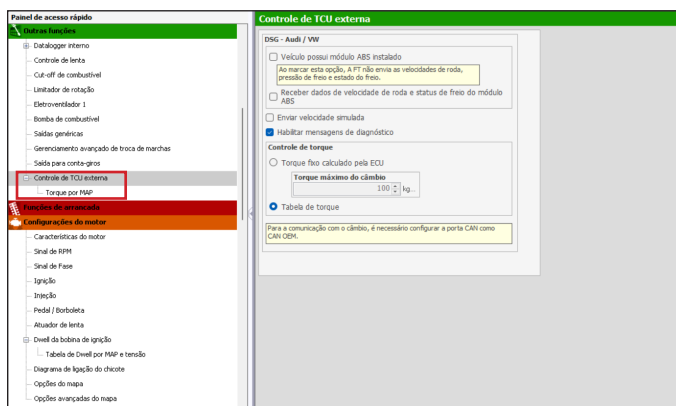 Painel de acesso rápido
Outras funções
Datalogger interno
Controle de lenta
Cut-off de combustível
Limitador de rotação
Eletroventilador 1
Bomba de combustível
Saídas genéricas
Gerenciamento avançado de troca de marchas
Saída para conta-giros
Controle de TCU externa
Torque por MAP
Funções de arrancada
Configurações do motor
Características do motor
Sinal de RPM
Sinal de Fase
Ignição
Injeção
Pedal / Borboleta
Atuador de lenta
Dwell da bobina de ignição
Tabela de Dwell por MAP e tensão
Diagrama de ligação do chicote
Opções do mapa
Opções avançadas do mapa
Controle de TCU externa
DSG - Audi / VW
Veículo possui módulo ABS instalado
Ao marcar esta opção, A FT não envia as velocidades de roda,
pressão de freio e estado do freio.
Receber dados de velocidade de roda e status de freio do módulo
ABS
Enviar velocidade simulada
Habilitar mensagens de diagnóstico
Controle de torque
Torque fixo calculado pela ECU
Torque máximo do câmbio
100 kg...
Tabela de torque
Para a comunicação com o câmbio, é necessário configurar a porta CAN como
CAN OEM.